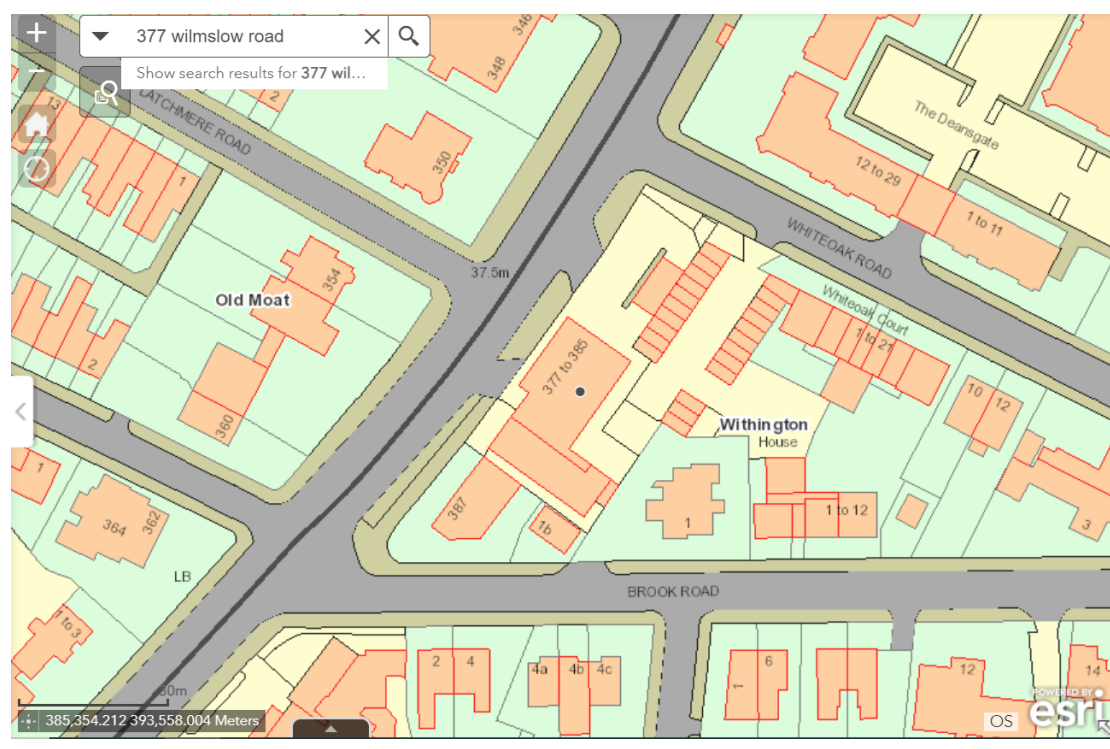 377 wilmslow road
Show search results for 377 wil...
346
348
2
LATCHMERE ROAD
13
1
350
The Deansgate
12 to 29
1 to 11
WHITEOAK ROAD
37.5m
354
Old Moat
Whiteoak Court
1 to 21
377 to 385
2
360
10
12
Withington
House
1
364
362
387
1b
1
1 to 12
3
LB
BROOK ROAD
1 to 3
2
4
4a
4b
4c
6
1
12
14
60m
385,354.212 393,558.004 Meters
OS
POWERED BY
esri